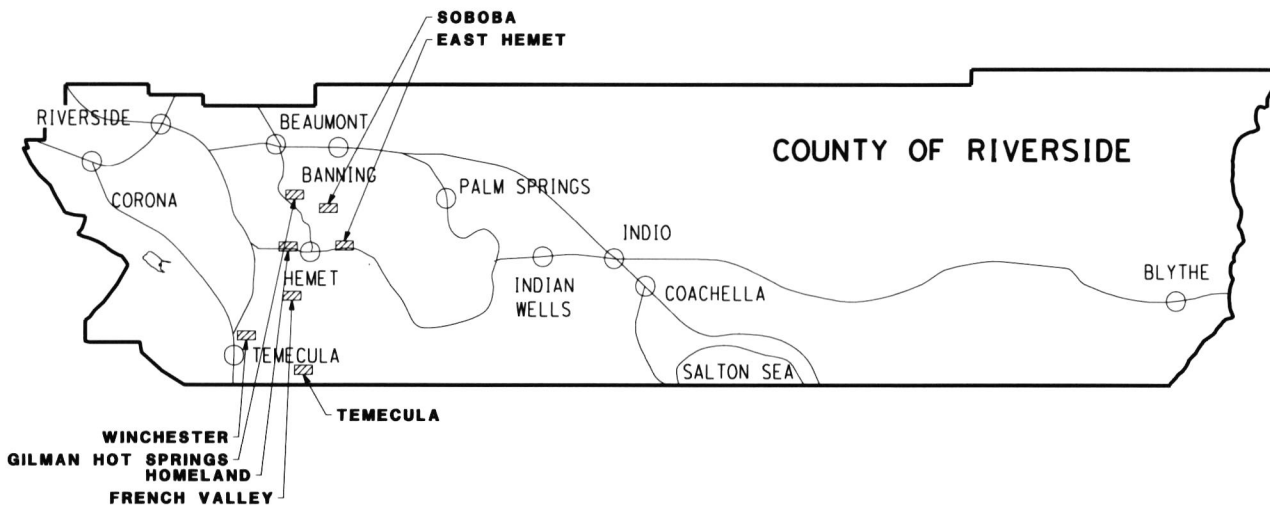 SOBOBA
EAST HEMET
RIVERSIDE
BEAUMONT
COUNTY OF RIVERSIDE
BANNING
PALM SPRINGS
CORONA
INDIO
HEMET
INDIAN
WELLS
COACHELLA
BLYTHE
TEMECULA
SALTON SEA
TEMECULA
WINCHESTER
GILMAN HOT SPRINGS
HOMELAND
FRENCH VALLEY